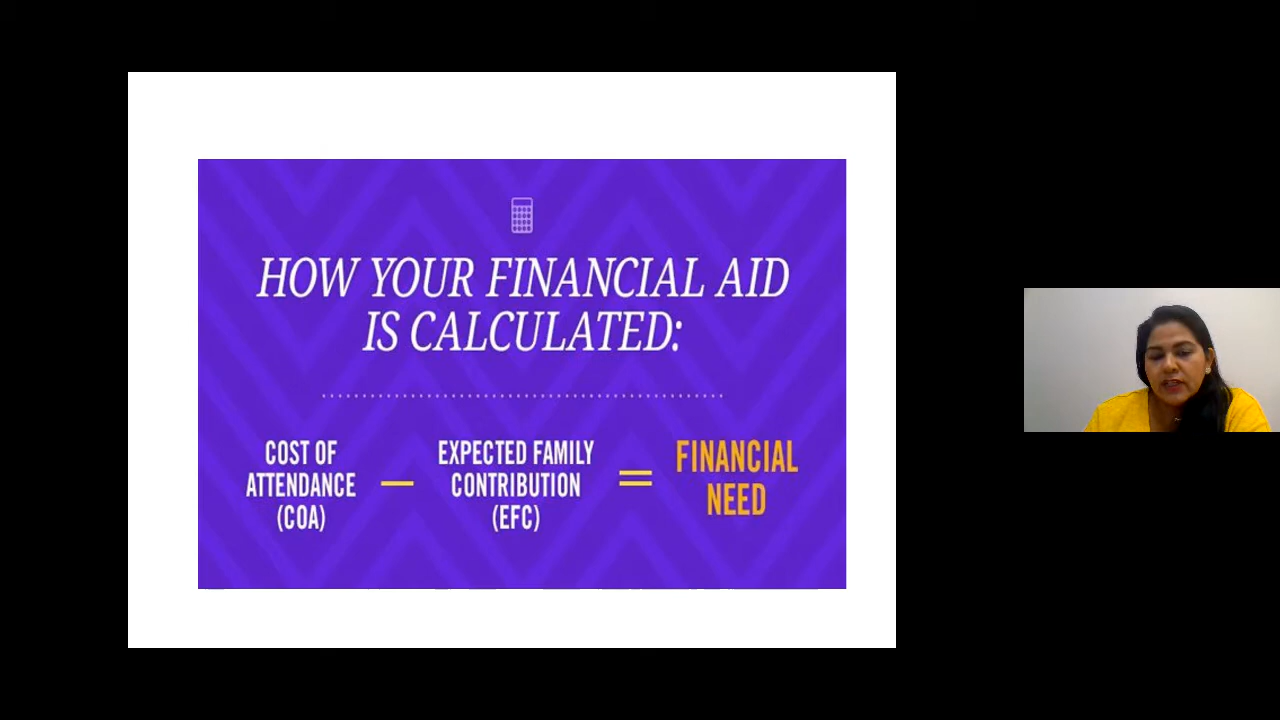 HOW YOUR FINANCIAL AID
IS CALCULATED:
COST OF
ATTENDANCE
(COA)
—
EXPECTED FAMILY
CONTRIBUTION
(EFC)
=
FINANCIAL
NEED